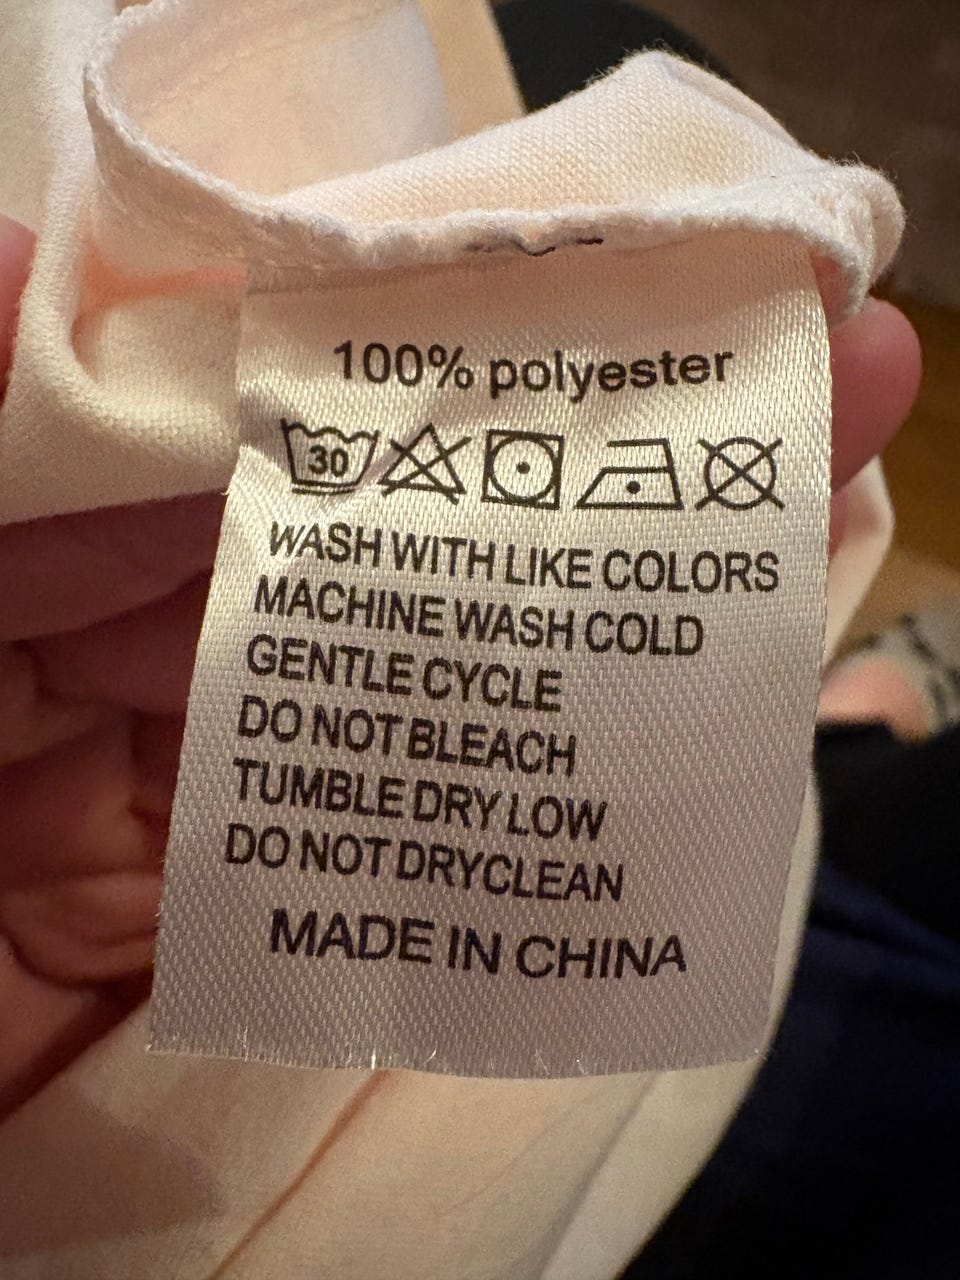 100% polyester
30
WASH WITH LIKE COLORS
MACHINE WASH COLD
GENTLE CYCLE
DO NOT BLEACH
TUMBLE DRY LOW
DO NOT DRYCLEAN
MADE IN CHINA